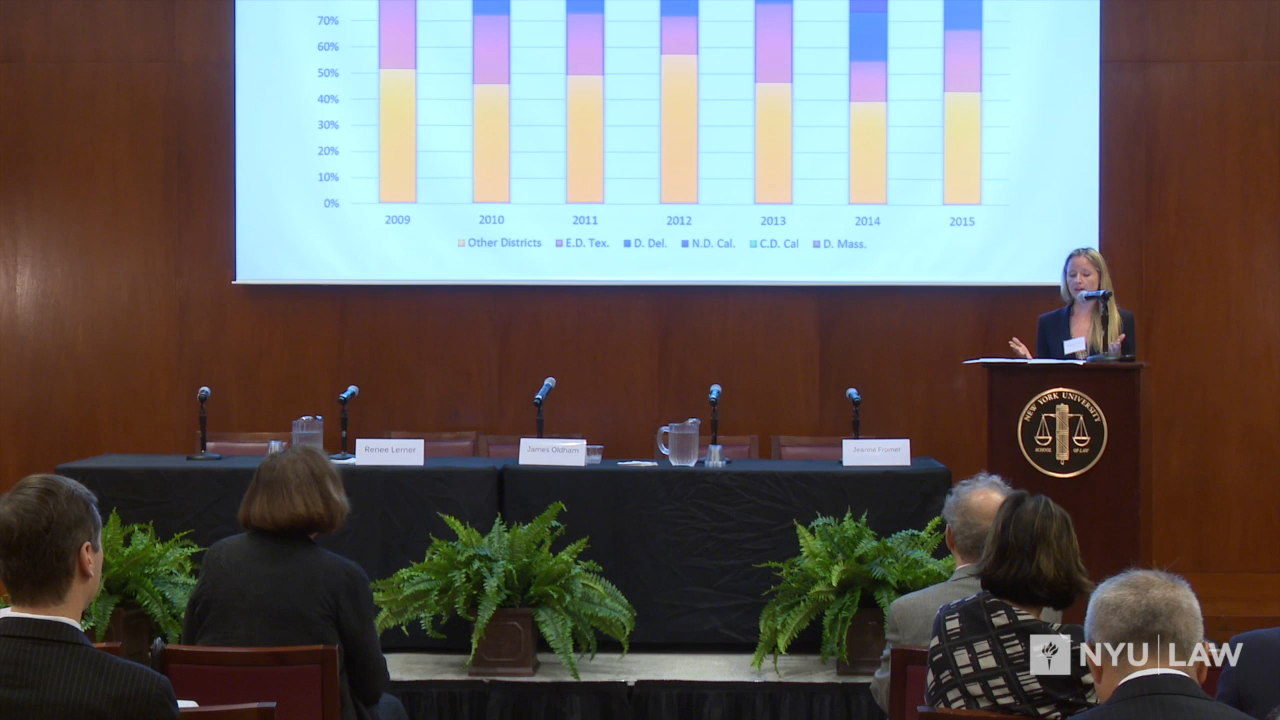 70%
60%
50%
40%
30%
20%
10%
0%
2009 2010 2011 2012 2013 2014 2015
Other Districts E.D. Tex. D. Del. N.D. Cal. C.D. Cal D. Mass.
NEW YORK UNIVERSITY
SCHOOL OF LAW
Renee Lerner
James Oldham
Jeanne Fromer
NYU LAW